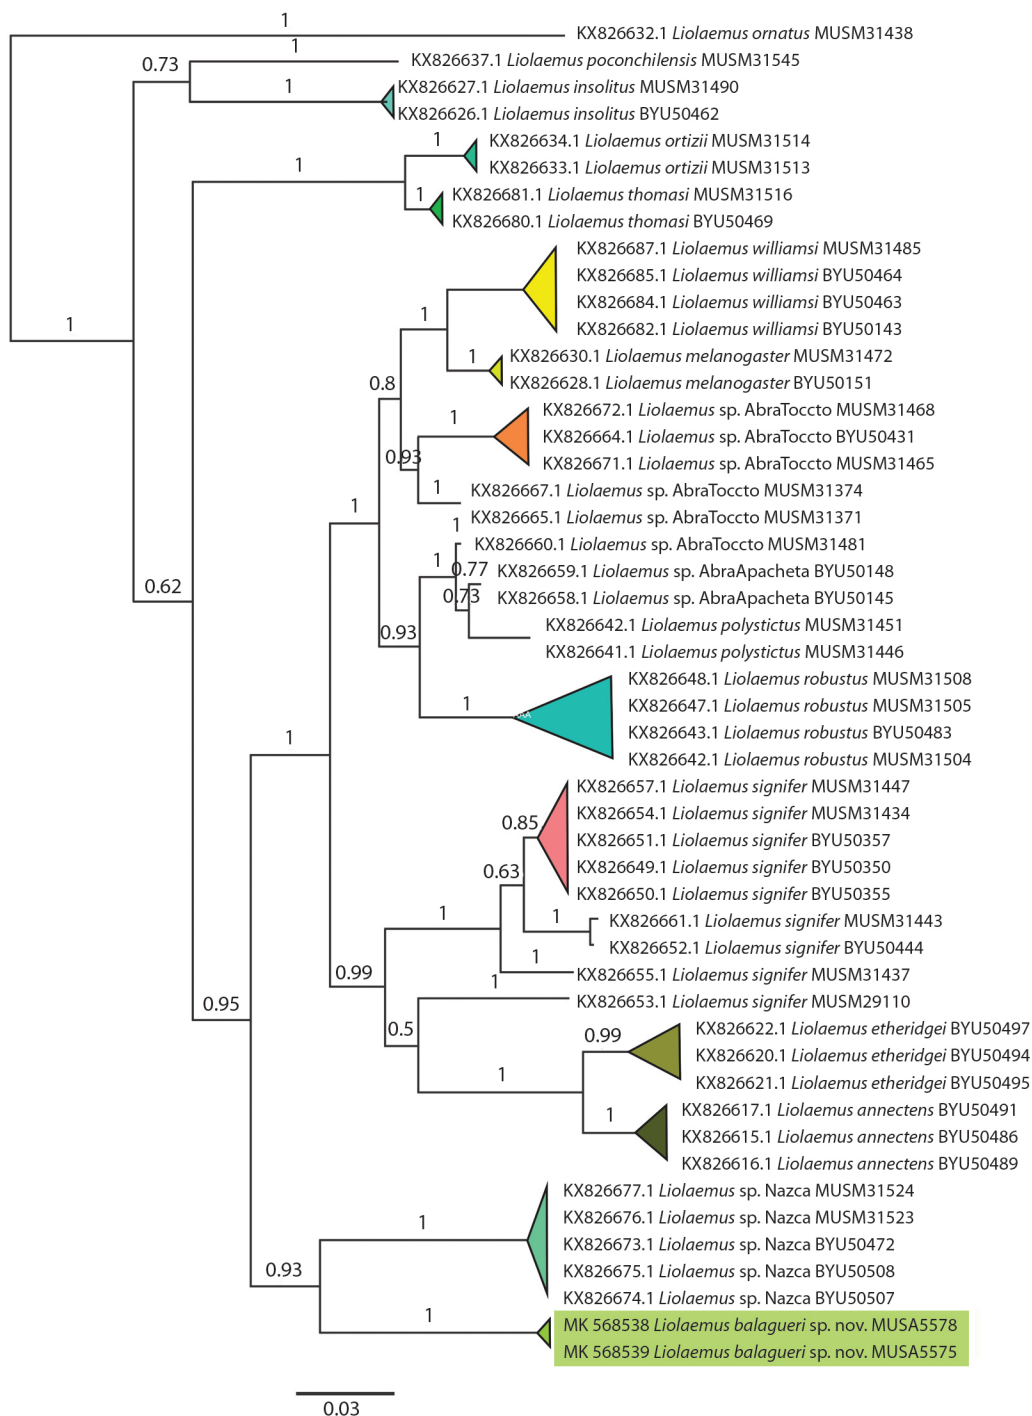 1
KX826632.1 Liolaemus ornatus MUSM31438
1
KX826637.1 Liolaemus poconchilensis MUSM31545
0.73
1
KX826627.1 Liolaemus insolitus MUSM31490
KX826626.1 Liolaemus insolitus BYU50462
1
KX826634.1 Liolaemus ortizii MUSM31514
KX826633.1 Liolaemus ortizii MUSM31513
1
1
KX826681.1 Liolaemus thomasi MUSM31516
KX826680.1 Liolaemus thomasi BYU50469
KX826687.1 Liolaemus williamsi MUSM31485
KX826685.1 Liolaemus williamsi BYU50464
KX826684.1 Liolaemus williamsi BYU50463
KX826682.1 Liolaemus williamsi BYU50143
1
1
1
KX826630.1 Liolaemus melanogaster MUSM31472
KX826628.1 Liolaemus melanogaster BYU50151
0.8
KX826672.1 Liolaemus sp. AbraToccto MUSM31468
1
KX826664.1 Liolaemus sp. AbraToccto BYU50431
0.93
KX826671.1 Liolaemus sp. AbraToccto MUSM31465
1
KX826667.1 Liolaemus sp. AbraToccto MUSM31374
1
KX826665.1 Liolaemus sp. AbraToccto MUSM31371
1
KX826660.1 Liolaemus sp. AbraToccto MUSM31481
1
0.77
KX826659.1 Liolaemus sp. AbraApacheta BYU50148
0.62
0.73
KX826658.1 Liolaemus sp. AbraApacheta BYU50145
KX826642.1 Liolaemus polystictus MUSM31451
0.93
KX826641.1 Liolaemus polystictus MUSM31446
KX826648.1 Liolaemus robustus MUSM31508
1
KX826647.1 Liolaemus robustus MUSM31505
KX826643.1 Liolaemus robustus BYU50483
1
KX826642.1 Liolaemus robustus MUSM31504
KX826657.1 Liolaemus signifer MUSM31447
KX826654.1 Liolaemus signifer MUSM31434
0.85
KX826651.1 Liolaemus signifer BYU50357
0.63
KX826649.1 Liolaemus signifer BYU50350
KX826650.1 Liolaemus signifer BYU50355
1
1
KX826661.1 Liolaemus signifer MUSM31443
KX826652.1 Liolaemus signifer BYU50444
1
0.99
KX826655.1 Liolaemus signifer MUSM31437
1
0.95
KX826653.1 Liolaemus signifer MUSM29110
0.5
0.99
KX826622.1 Liolaemus etheridgei BYU50497
KX826620.1 Liolaemus etheridgei BYU50494
1
KX826621.1 Liolaemus etheridgei BYU50495
KX826617.1 Liolaemus annectens BYU50491
1
KX826615.1 Liolaemus annectens BYU50486
KX826616.1 Liolaemus annectens BYU50489
KX826677.1 Liolaemus sp. Nazca MUSM31524
KX826676.1 Liolaemus sp. Nazca MUSM31523
1
KX826673.1 Liolaemus sp. Nazca BYU50472
0.93
KX826675.1 Liolaemus sp. Nazca BYU50508
KX826674.1 Liolaemus sp. Nazca BYU50507
1
MK 568538 Liolaemus balagueri sp. nov. MUSA5578
MK 568539 Liolaemus balagueri sp. nov. MUSA5575
0.03